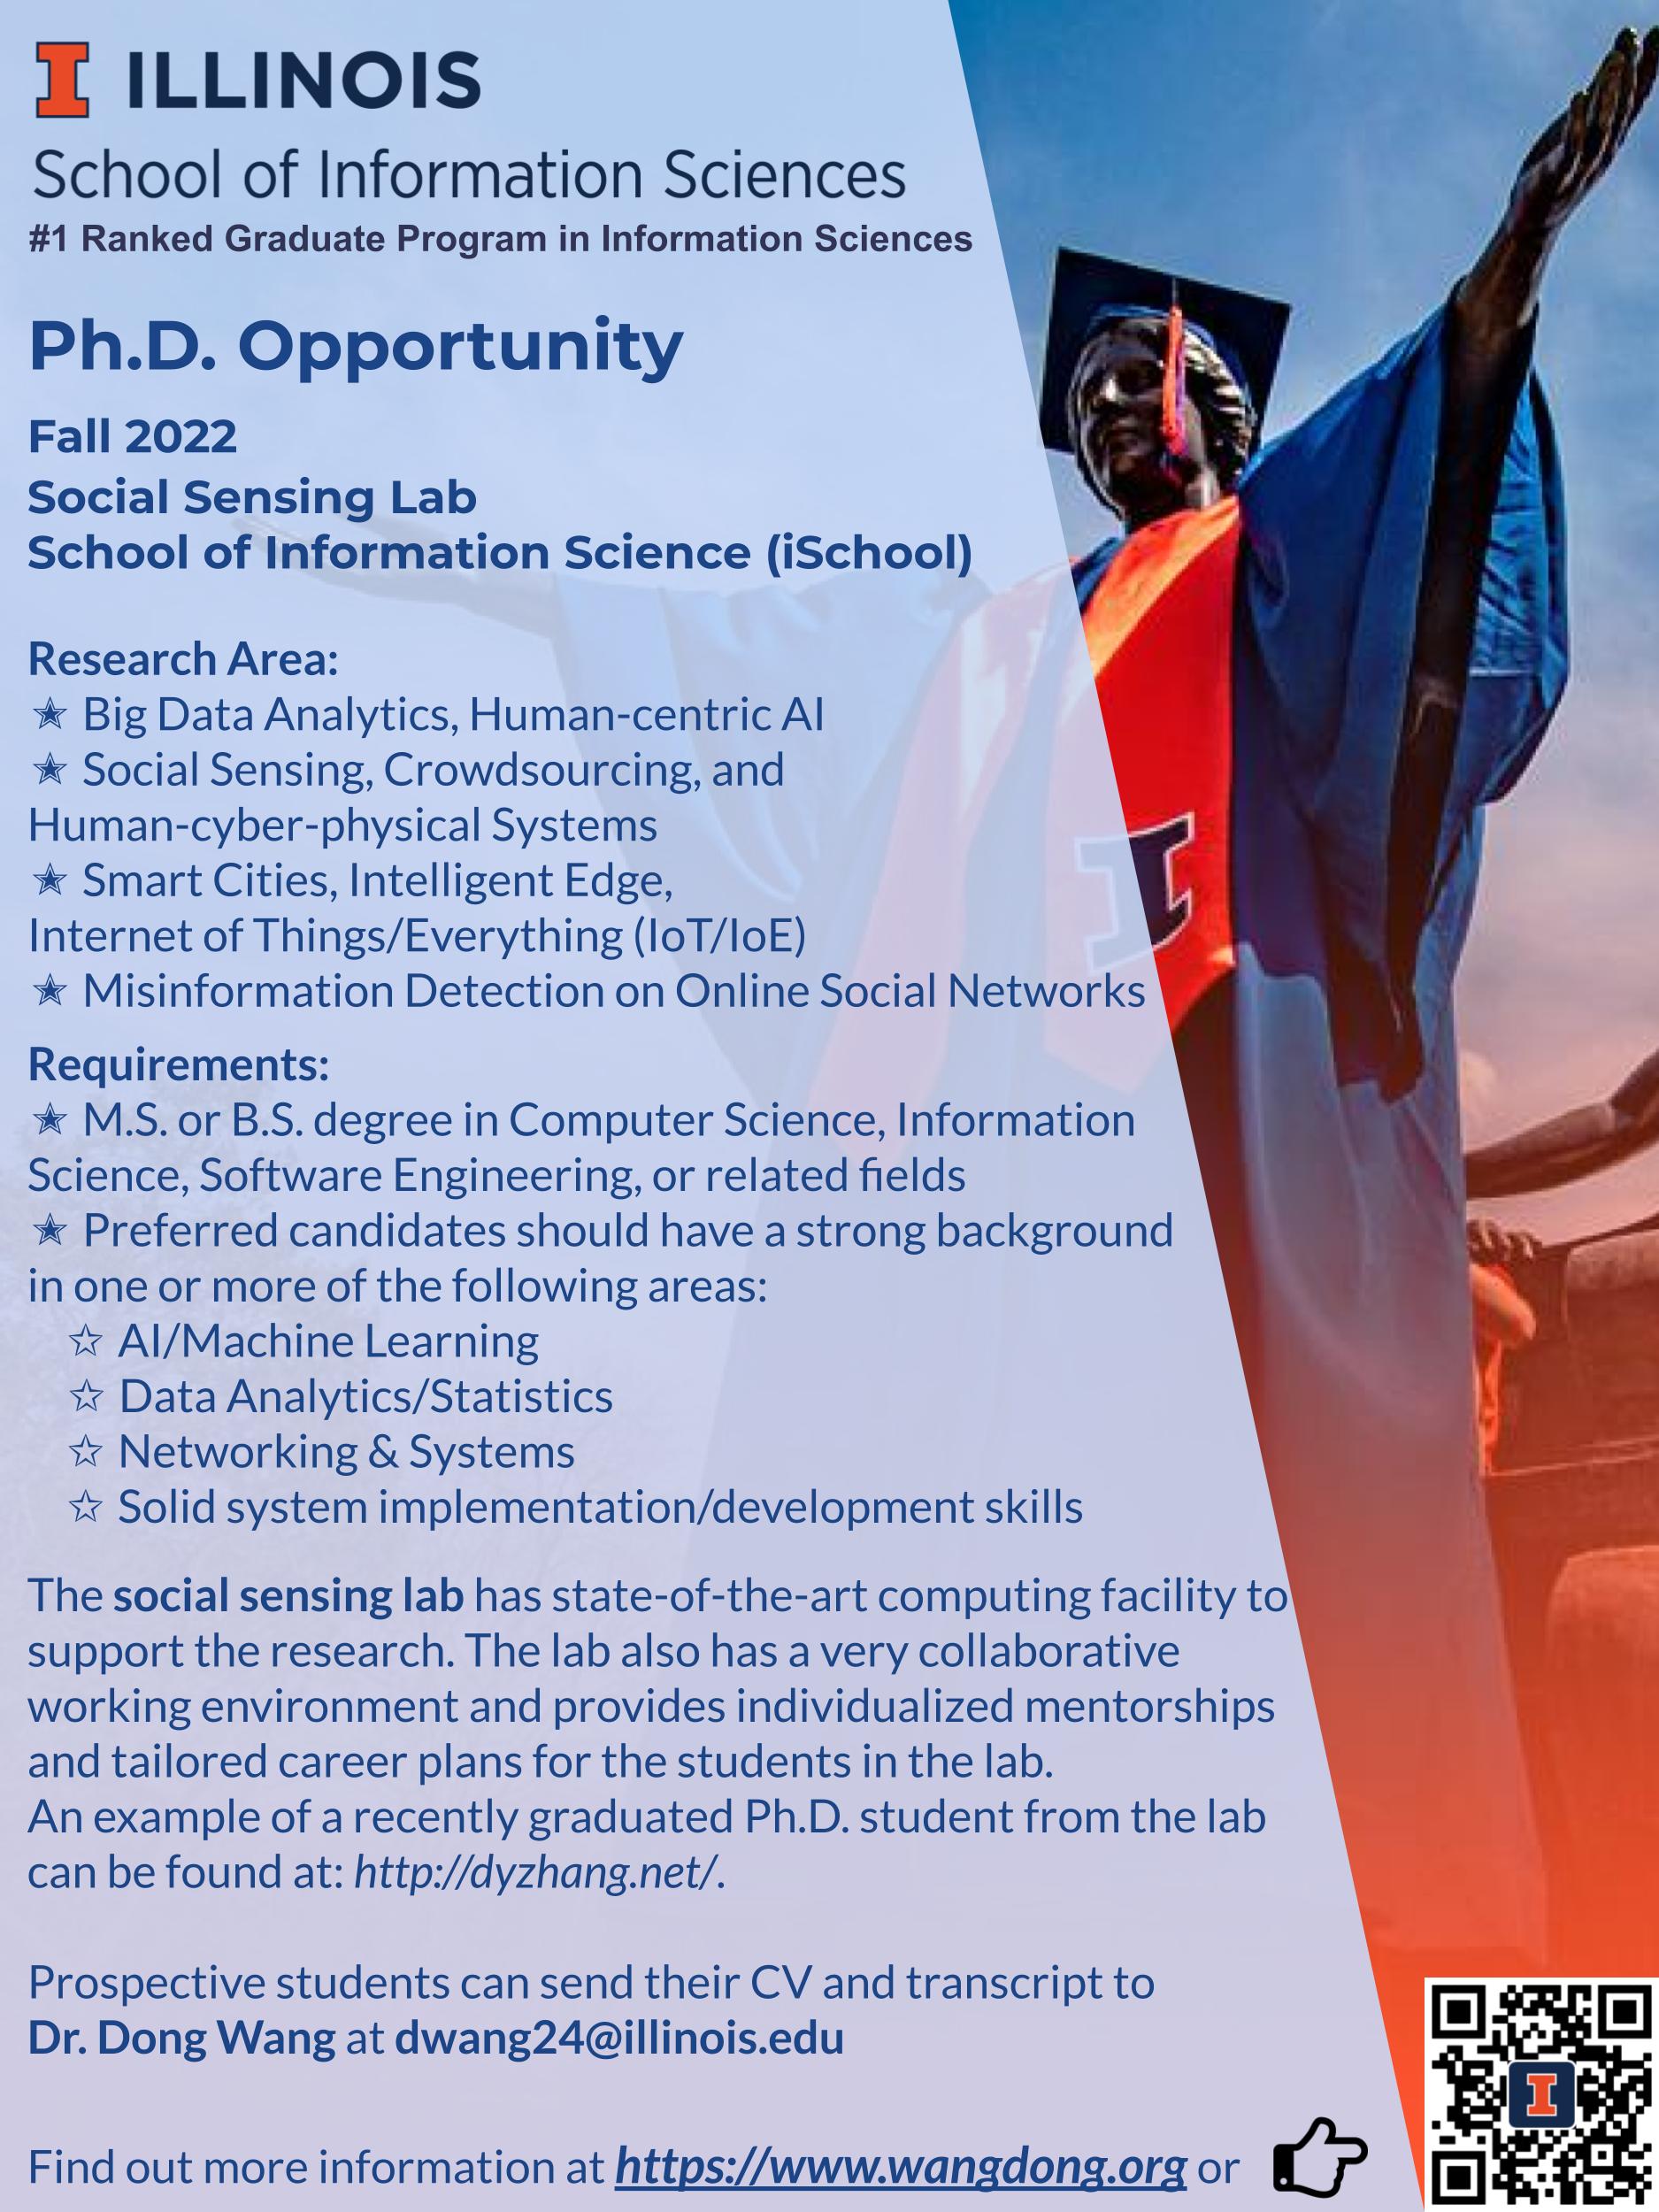 I ILLINOIS
School of Information Sciences
#1 Ranked Graduate Program in Information Sciences
Ph.D. Opportunity
Fall 2022
Social Sensing Lab
School of Information Science (iSchool)
Research Area:
✯ Big Data Analytics, Human-centric AI
✯ Social Sensing, Crowdsourcing, and
Human-cyber-physical Systems
✯ Smart Cities, Intelligent Edge,
Internet of Things/Everything (IoT/IoE)
✯ Misinformation Detection on Online Social Networks
Requirements:
✯ M.S. or B.S. degree in Computer Science, Information
Science, Software Engineering, or related fields
✯ Preferred candidates should have a strong background
in one or more of the following areas:
☆ AI/Machine Learning
☆ Data Analytics/Statistics
☆ Networking & Systems
☆ Solid system implementation/development skills
The social sensing lab has state-of-the-art computing facility to
support the research. The lab also has a very collaborative
working environment and provides individualized mentorships
and tailored career plans for the students in the lab.
An example of a recently graduated Ph.D. student from the lab
can be found at: http://dyzhang.net/.
Prospective students can send their CV and transcript to
Dr. Dong Wang at dwang24@illinois.edu
Find out more information at https://www.wangdong.org or
I
I